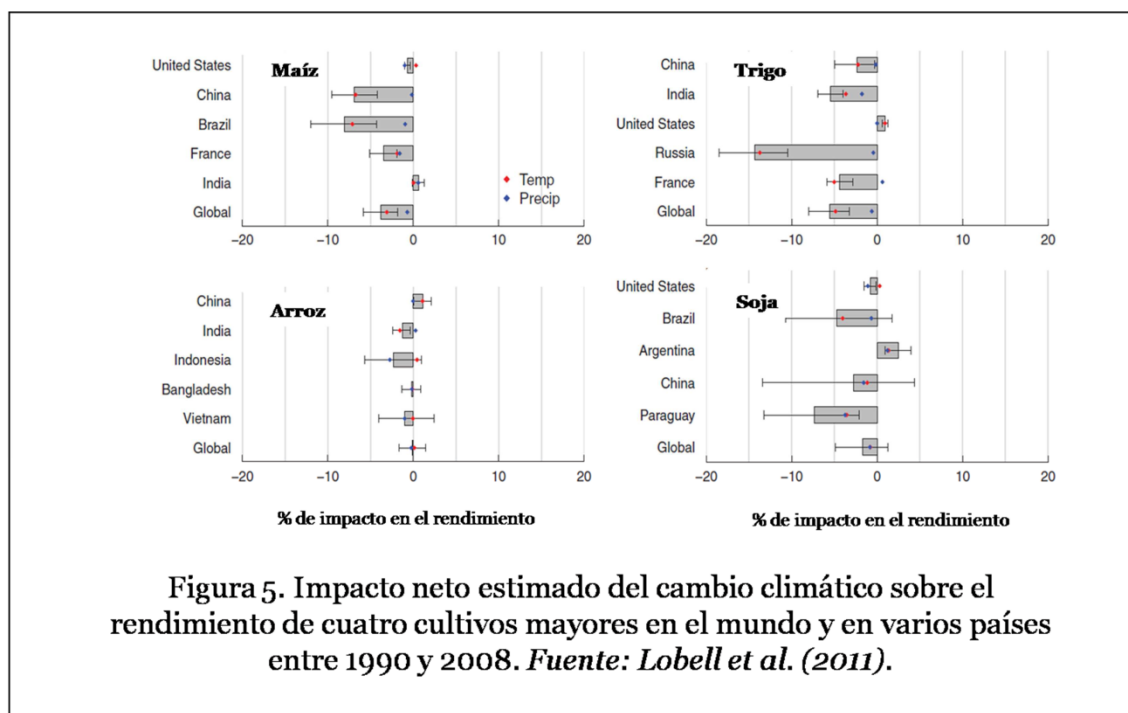 Maíz
United States
China
Brazil
France
India
Global
Temp
Precip
−20 −10 0 10 20
Trigo
China
India
United States
Russia
France
Global
−20 −10 0 10 20
Arroz
China
India
Indonesia
Bangladesh
Vietnam
Global
−20 −10 0 10 20
% de impacto en el rendimiento
Soja
United States
Brazil
Argentina
China
Paraguay
Global
−20 −10 0 10 20
% de impacto en el rendimiento
Figura 5. Impacto neto estimado del cambio climático sobre el
rendimiento de cuatro cultivos mayores en el mundo y en varios países
entre 1990 y 2008. Fuente: Lobell et al. (2011).